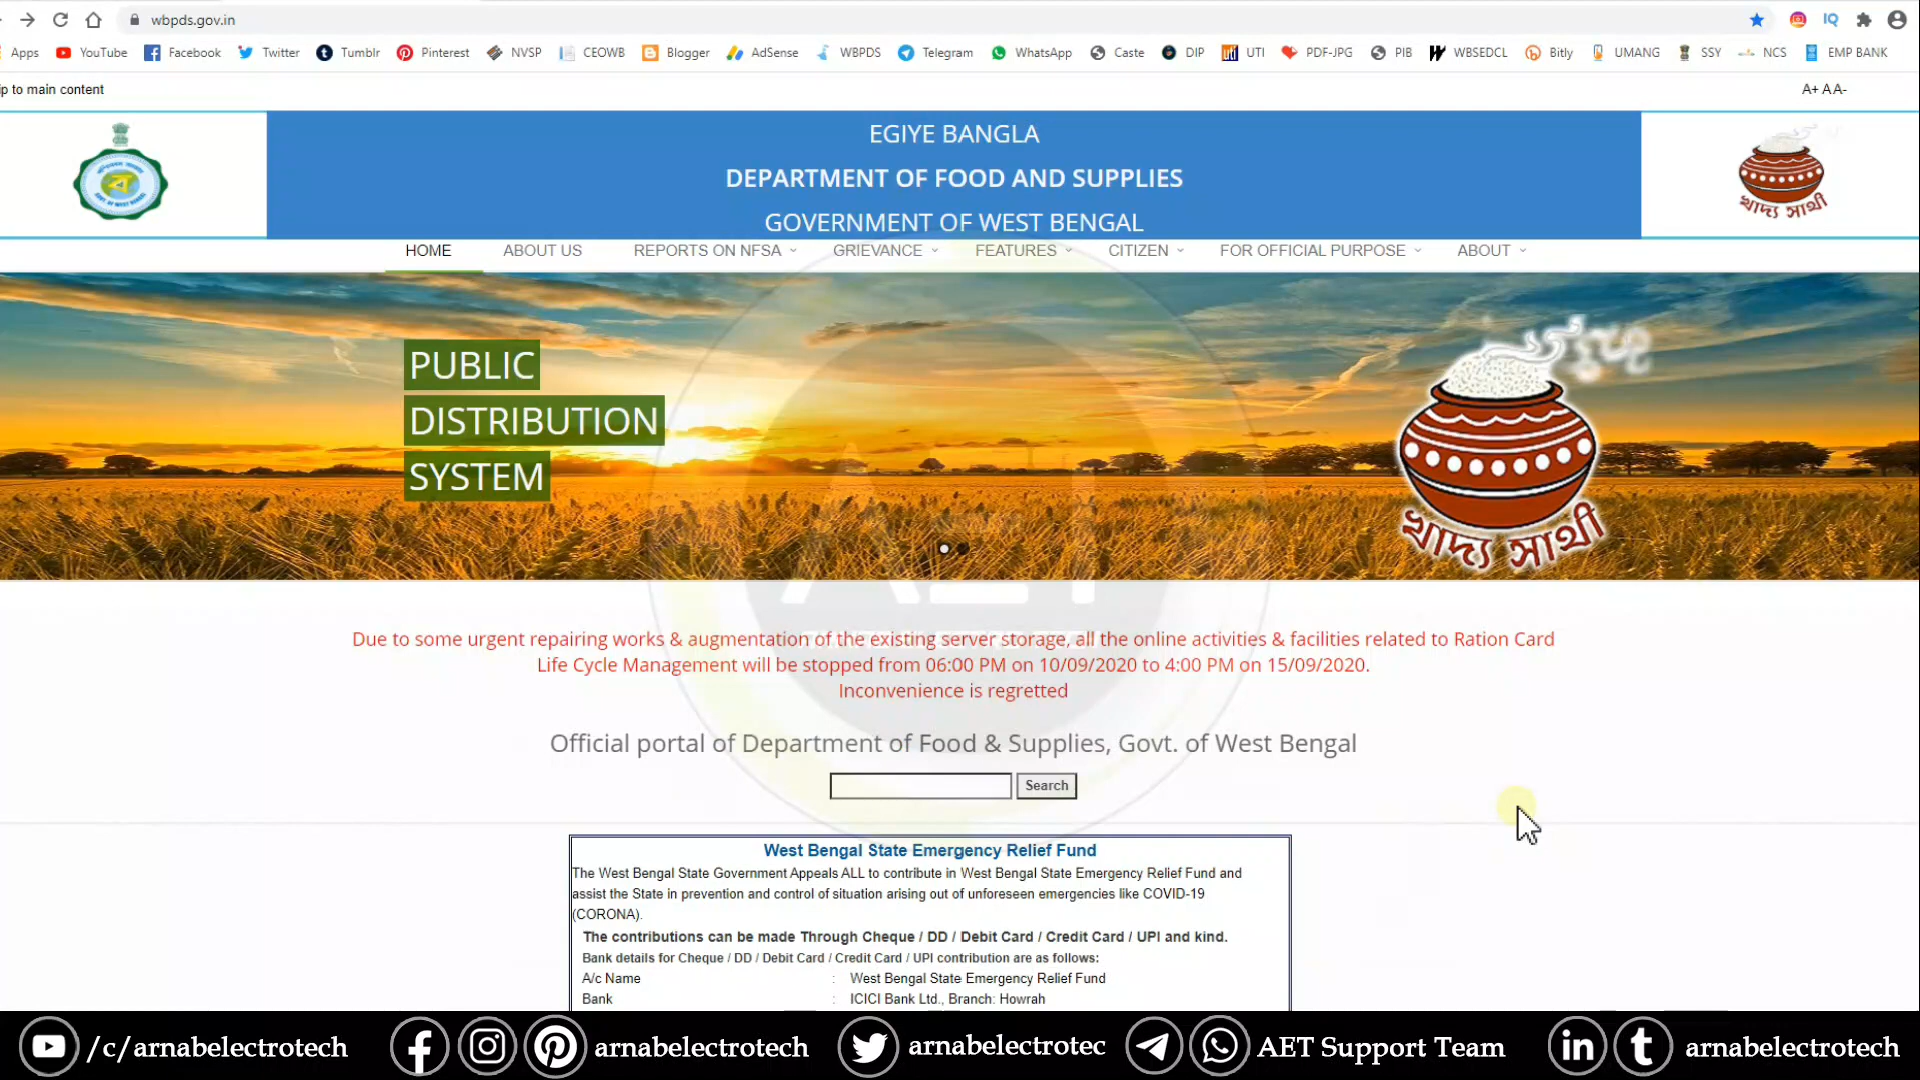 wbpds.gov.in
Apps YouTube Facebook Twitter Tumblr Pinterest NVSP CEOWB Blogger AdSense WBPDS Telegram WhatsApp Caste DIP UTI PDF-JPG PIB WBSEDCL Bitly UMANG SSY NCS EMP BANK
ip to main content
A+ A A-
EGIYE BANGLA
DEPARTMENT OF FOOD AND SUPPLIES
GOVERNMENT OF WEST BENGAL
খাদ্য সাথী
HOME ABOUT US REPORTS ON NFSA GRIEVANCE FEATURES CITIZEN FOR OFFICIAL PURPOSE ABOUT
PUBLIC
DISTRIBUTION
SYSTEM
খাদ্য সাথী
AET
Due to some urgent repairing works & augmentation of the existing server storage, all the online activities & facilities related to Ration Card
Life Cycle Management will be stopped from 06:00 PM on 10/09/2020 to 4:00 PM on 15/09/2020.
Inconvenience is regretted
Official portal of Department of Food & Supplies, Govt. of West Bengal
Search
West Bengal State Emergency Relief Fund
The West Bengal State Government Appeals ALL to contribute in West Bengal State Emergency Relief Fund and
assist the State in prevention and control of situation arising out of unforeseen emergencies like COVID-19
(CORONA).
The contributions can be made Through Cheque / DD / Debit Card / Credit Card / UPI and kind.
Bank details for Cheque / DD / Debit Card / Credit Card / UPI contribution are as follows:
A/c Name : West Bengal State Emergency Relief Fund
Bank : ICICI Bank Ltd., Branch: Howrah
/c/arnabelectrotech arnabelectrotech arnabelectrotec AET Support Team arnabelectrotech